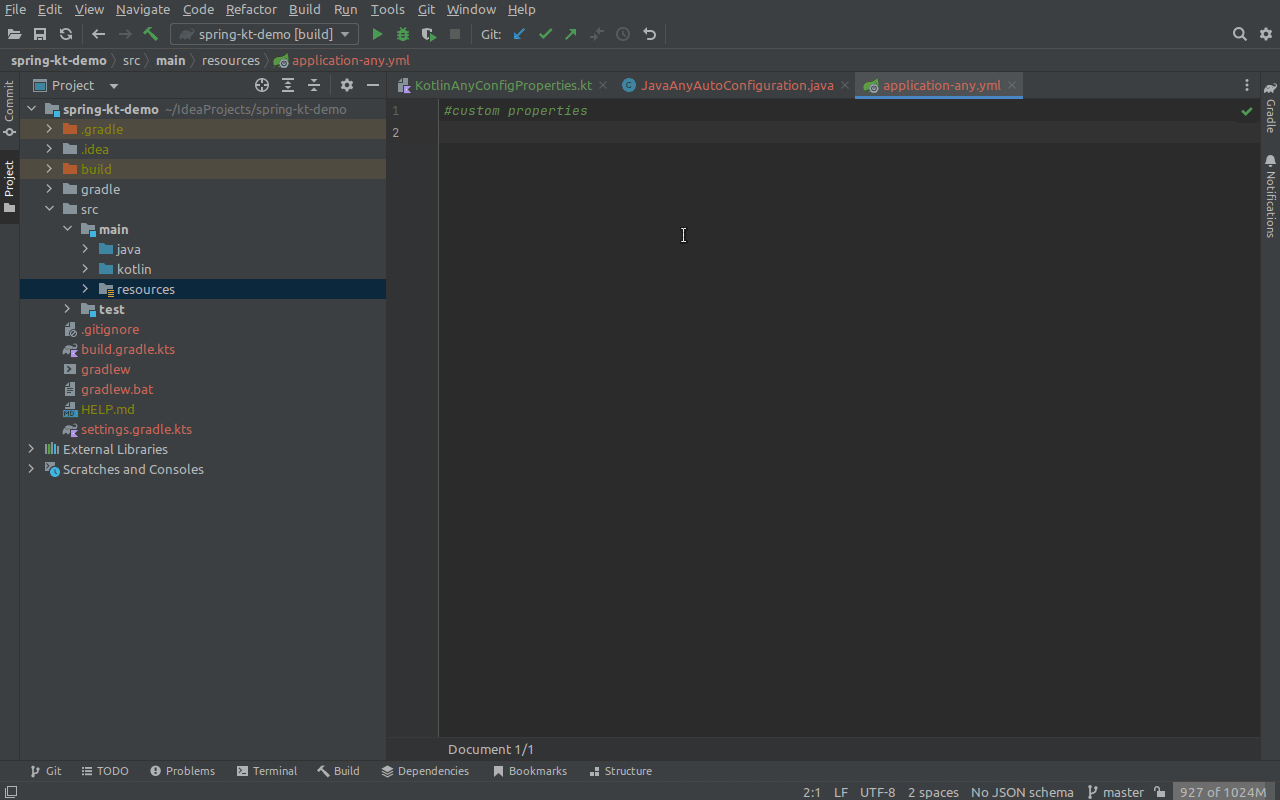 File Edit View Navigate Code Refactor Build Run Tools Git Window Help
spring-kt-demo [build] Git:
spring-kt-demo src main resources application-any.yml
Project KotlinAnyConfigProperties.kt JavaAnyAutoConfiguration.java application-any.yml
Commit
Project
spring-kt-demo ~/IdeaProjects/spring-kt-demo
.gradle
.idea
build
gradle
src
main
java
kotlin
resources
test
.gitignore
build.gradle.kts
gradlew
gradlew.bat
HELP.md
settings.gradle.kts
External Libraries
Scratches and Consoles
1 #custom properties
2
Gradle
Notifications
Document 1/1
Git TODO Problems Terminal Build Dependencies Bookmarks Structure
2:1 LF UTF-8 2 spaces No JSON schema master 927 of 1024M